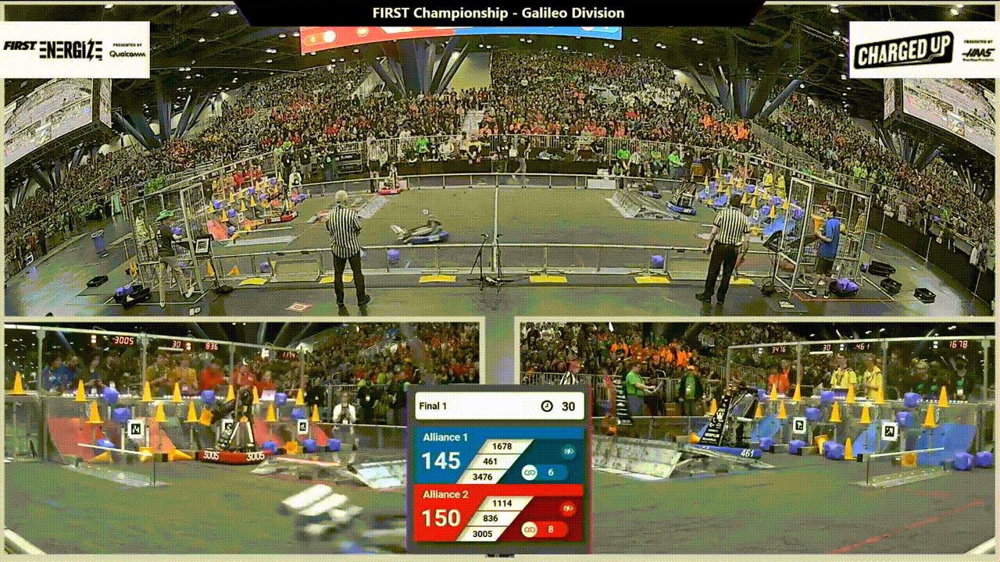 FIRST Championship - Galileo Division
FIRST ENERGIZE
PRESENTED BY
Qualcomm
CHARGED UP
PRESENTED BY
HAAS
3005 30 836 1114
3476 30 461 1678
3005 3005
461
Final 1 30
Alliance 1
145
1678
461
3476
6
Alliance 2
150
1114
836
3005
8